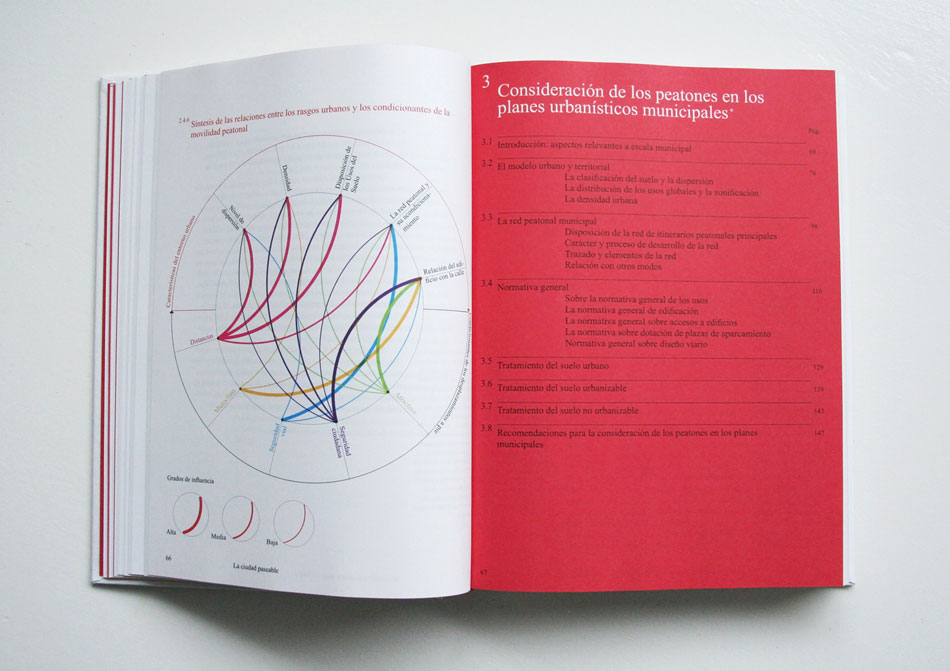 2.4.6 Síntesis de las relaciones entre los rasgos urbanos y los condicionantes de la
movilidad peatonal
Características del entorno urbano
Nivel de
dispersión
Densidad
Disposición de
los Usos del
Suelo
La red peatonal y
su acondiciona-
miento
Relación del edi-
ficio con la calle
Distancias
Seguridad
vial
Seguridad
ciudadana
Atractivo
Grados de influencia
Alta
Media
Baja
66
La ciudad paseable
3
Consideración de los peatones en los
planes urbanísticos municipales*
Pág.
3.1 Introducción: aspectos relevantes a escala municipal 69
3.2 El modelo urbano y territorial 76
La clasificación del suelo y la dispersión
La distribución de los usos globales y la zonificación
La densidad urbana
3.3 La red peatonal municipal 98
Disposición de la red de itinerarios peatonales principales
Carácter y proceso de desarrollo de la red
Trazado y elementos de la red
Relación con otros modos
3.4 Normativa general 116
Sobre la normativa general de los usos
La normativa general de edificación
La normativa general sobre accesos a edificios
La normativa sobre dotación de plazas de aparcamiento
Normativa general sobre diseño viario
3.5 Tratamiento del suelo urbano 129
3.6 Tratamiento del suelo urbanizable 139
3.7 Tratamiento del suelo no urbanizable 143
3.8 Recomendaciones para la consideración de los peatones en los planes 147
municipales
67